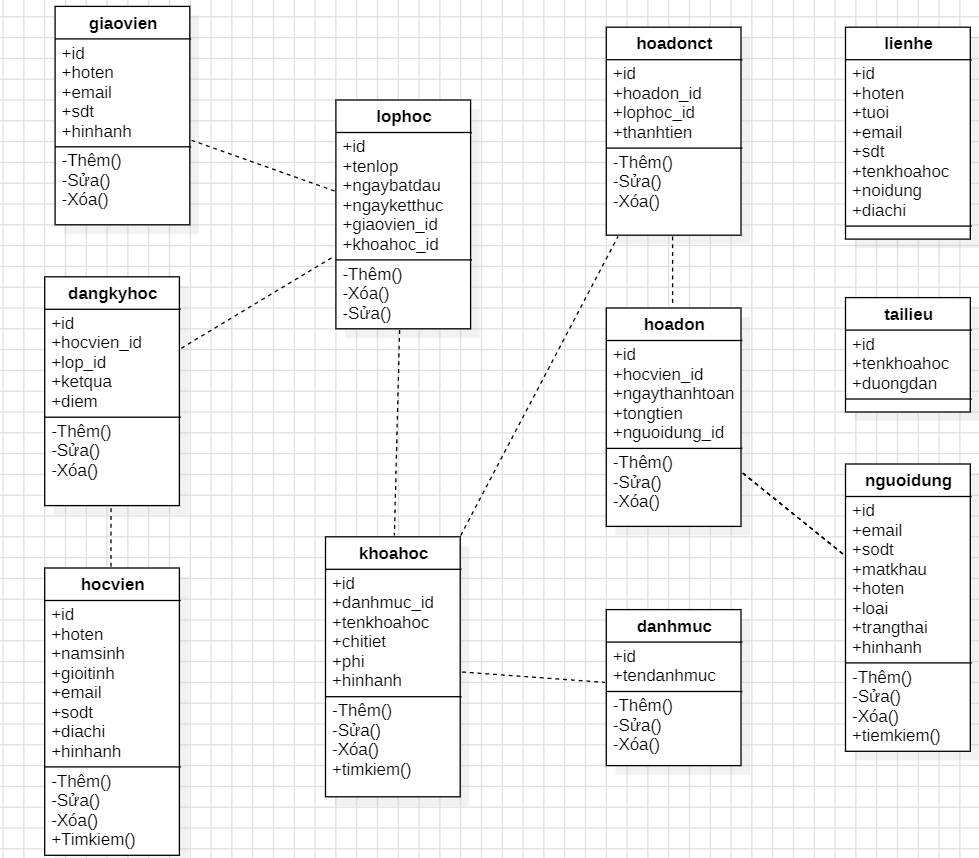 giaovien
+id
+hoten
+email
+sdt
+hinhanh
-Thêm()
-Sửa()
-Xóa()
lophoc
+id
+tenlop
+ngaybatdau
+ngayketthuc
+giaovien_id
+khoahoc_id
-Thêm()
-Xóa()
-Sửa()
hoadonct
+id
+hoadon_id
+lophoc_id
+thanhtien
-Thêm()
-Sửa()
-Xóa()
lienhe
+id
+hoten
+tuoi
+email
+sdt
+tenkhoahoc
+noidung
+diachi
dangkyhoc
+id
+hocvien_id
+lop_id
+ketqua
+diem
-Thêm()
-Sửa()
-Xóa()
hoadon
+id
+hocvien_id
+ngaythanhtoan
+tongtien
+nguoidung_id
-Thêm()
-Sửa()
-Xóa()
tailieu
+id
+tenkhoahoc
+duongdan
nguoidung
+id
+email
+sodt
+matkhau
+hoten
+loai
+trangthai
+hinhanh
-Thêm()
-Sửa()
-Xóa()
+tiemkiem()
hocvien
+id
+hoten
+namsinh
+gioitinh
+email
+sodt
+diachi
+hinhanh
-Thêm()
-Sửa()
-Xóa()
+Timkiem()
khoahoc
+id
+danhmuc_id
+tenkhoahoc
+chitiet
+phi
+hinhanh
-Thêm()
-Sửa()
-Xóa()
+timkiem()
danhmuc
+id
+tendanhmuc
-Thêm()
-Sửa()
-Xóa()